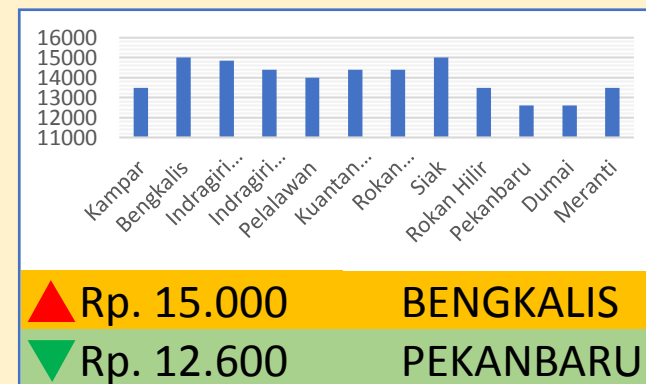 16000
15000
14000
13000
12000
11000
Kampar
Bengkalis
Indragiri...
Indragiri...
Pelalawan
Kuantan...
Rokan...
Siak
Rokan Hilir
Pekanbaru
Dumai
Meranti
Rp. 15.000 BENGKALIS
Rp. 12.600 PEKANBARU